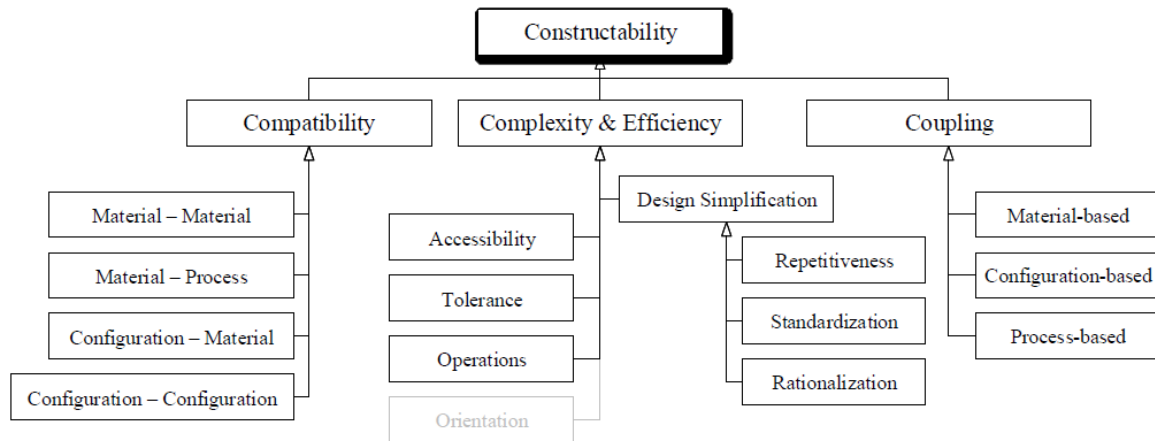 Constructability
Compatibility
Complexity & Efficiency
Coupling
Material – Material
Material – Process
Configuration – Material
Configuration – Configuration
Design Simplification
Accessibility
Tolerance
Operations
Orientation
Repetitiveness
Standardization
Rationalization
Material-based
Configuration-based
Process-based